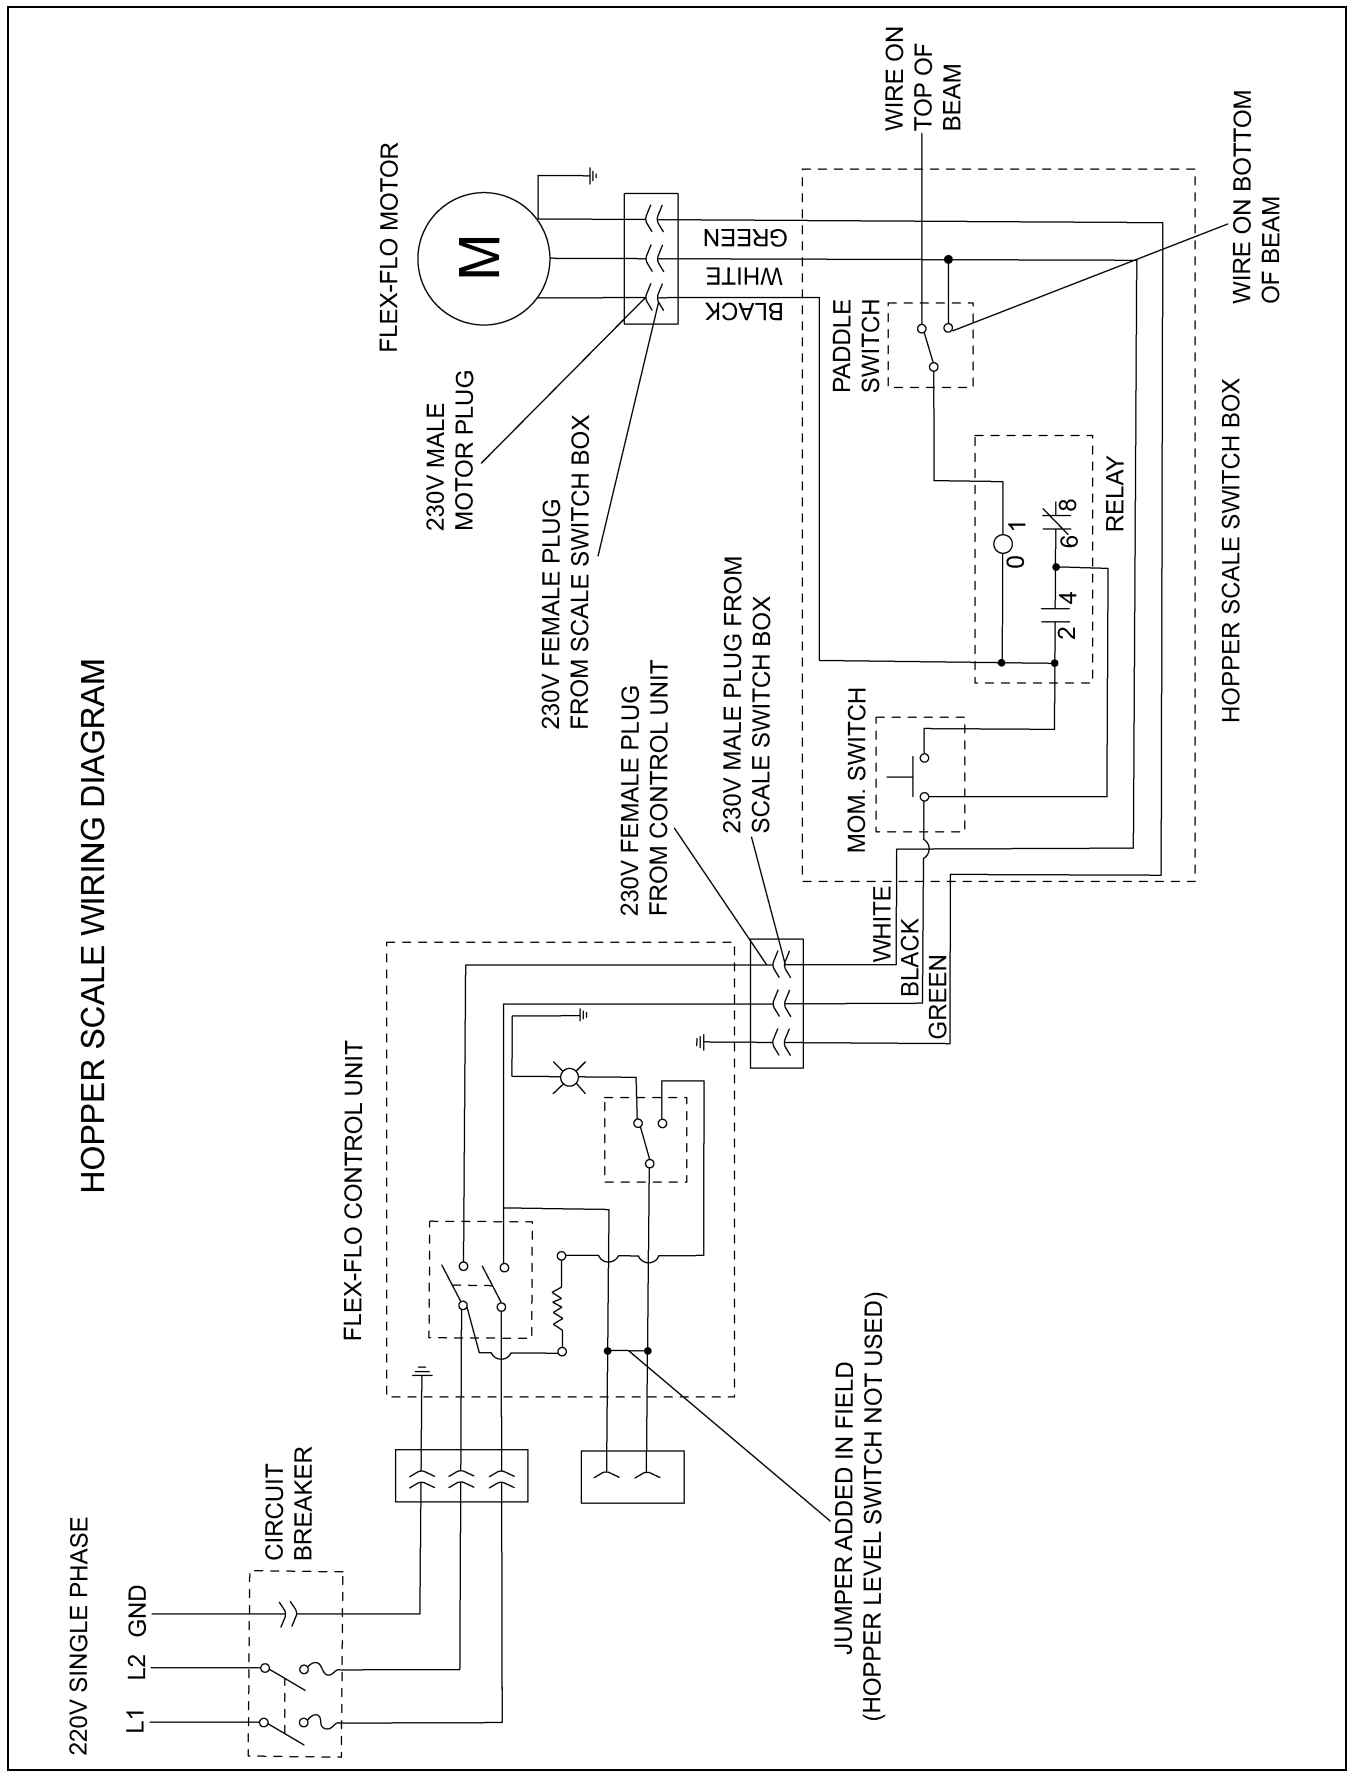 HOPPER SCALE WIRING DIAGRAM
220V SINGLE PHASE
L1
L2
GND
CIRCUIT
BREAKER
FLEX-FLO CONTROL UNIT
JUMPER ADDED IN FIELD
(HOPPER LEVEL SWITCH NOT USED)
230V FEMALE PLUG
FROM CONTROL UNIT
230V MALE PLUG FROM
SCALE SWITCH BOX
WHITE
BLACK
GREEN
FLEX-FLO MOTOR
M
230V MALE
MOTOR PLUG
230V FEMALE PLUG
FROM SCALE SWITCH BOX
GREEN
WHITE
BLACK
MOM. SWITCH
PADDLE
SWITCH
0
1
2
4
6
8
RELAY
HOPPER SCALE SWITCH BOX
WIRE ON
TOP OF
BEAM
WIRE ON BOTTOM
OF BEAM